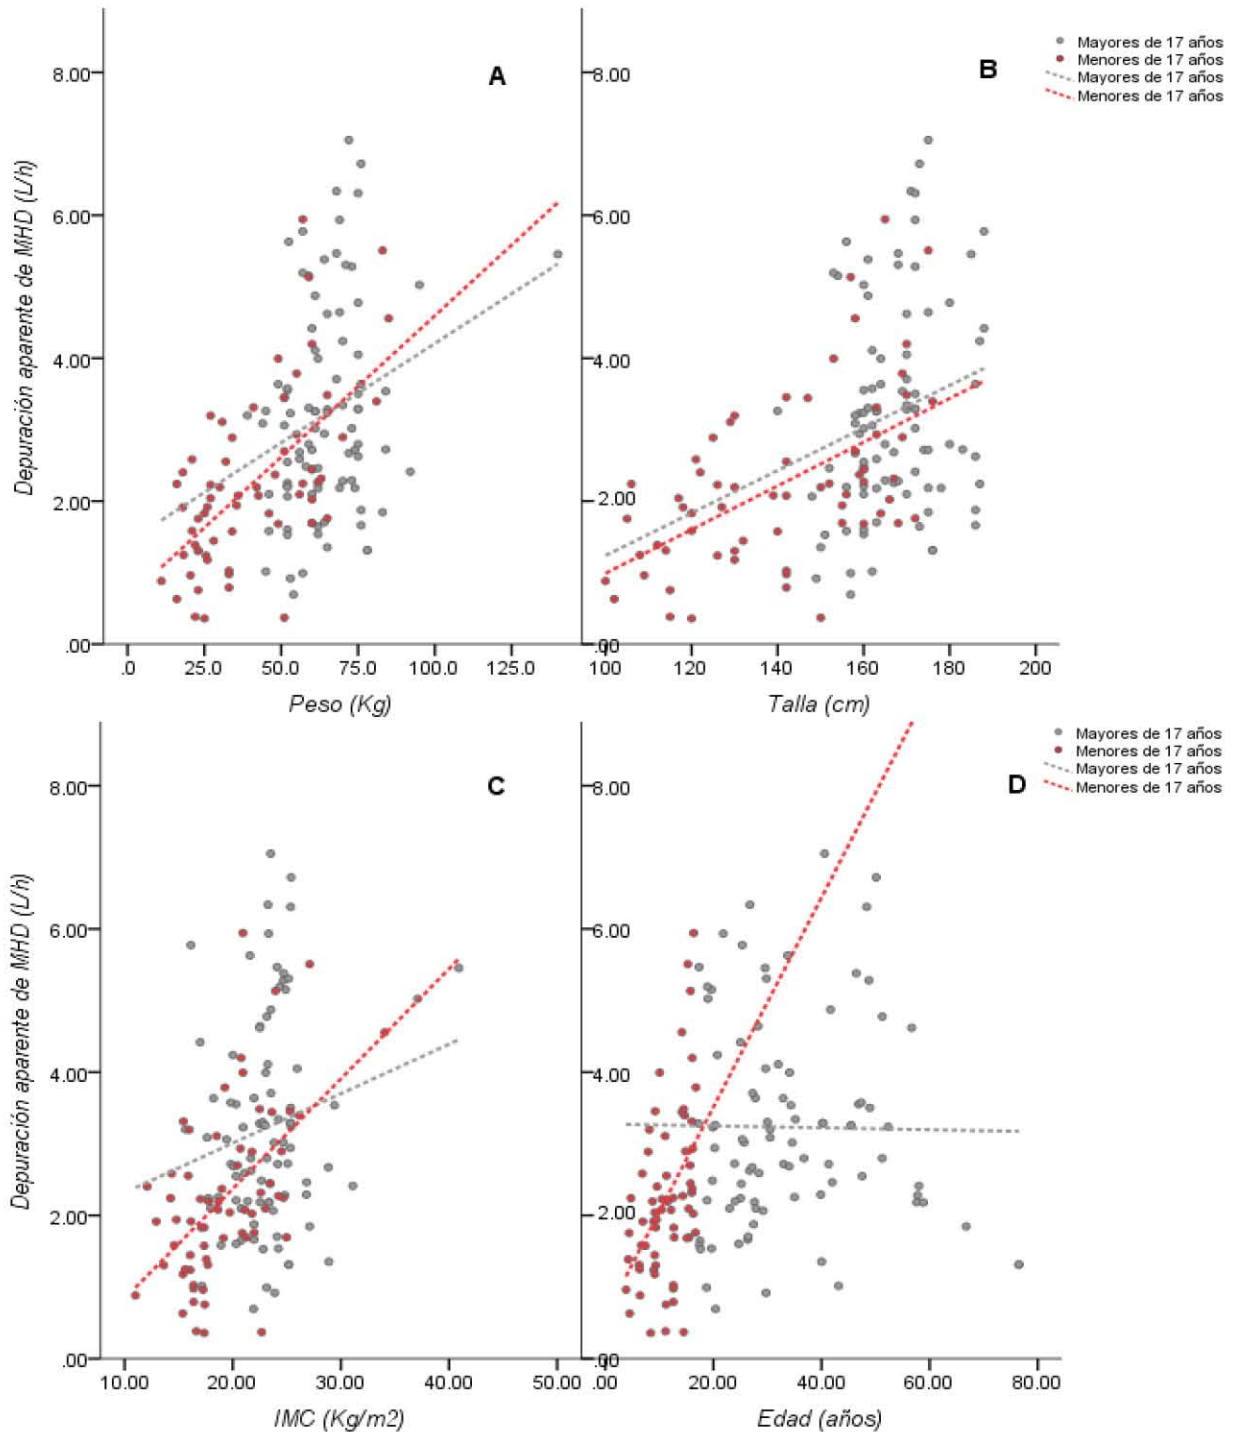 A
B
Mayores de 17 años
Menores de 17 años
Mayores de 17 años
Menores de 17 años
Depuración aparente de MHD (L/h)
8.00
6.00
4.00
2.00
.00
8.00
6.00
4.00
2.00
.00
.0 25.0 50.0 75.0 100.0 125.0
100 120 140 160 180 200
Peso (Kg)
Talla (cm)
C
D
Mayores de 17 años
Menores de 17 años
Mayores de 17 años
Menores de 17 años
Depuración aparente de MHD (L/h)
8.00
6.00
4.00
2.00
.00
8.00
6.00
4.00
2.00
.00
10.00 20.00 30.00 40.00 50.00
.00 20.00 40.00 60.00 80.00
IMC (Kg/m2)
Edad (años)